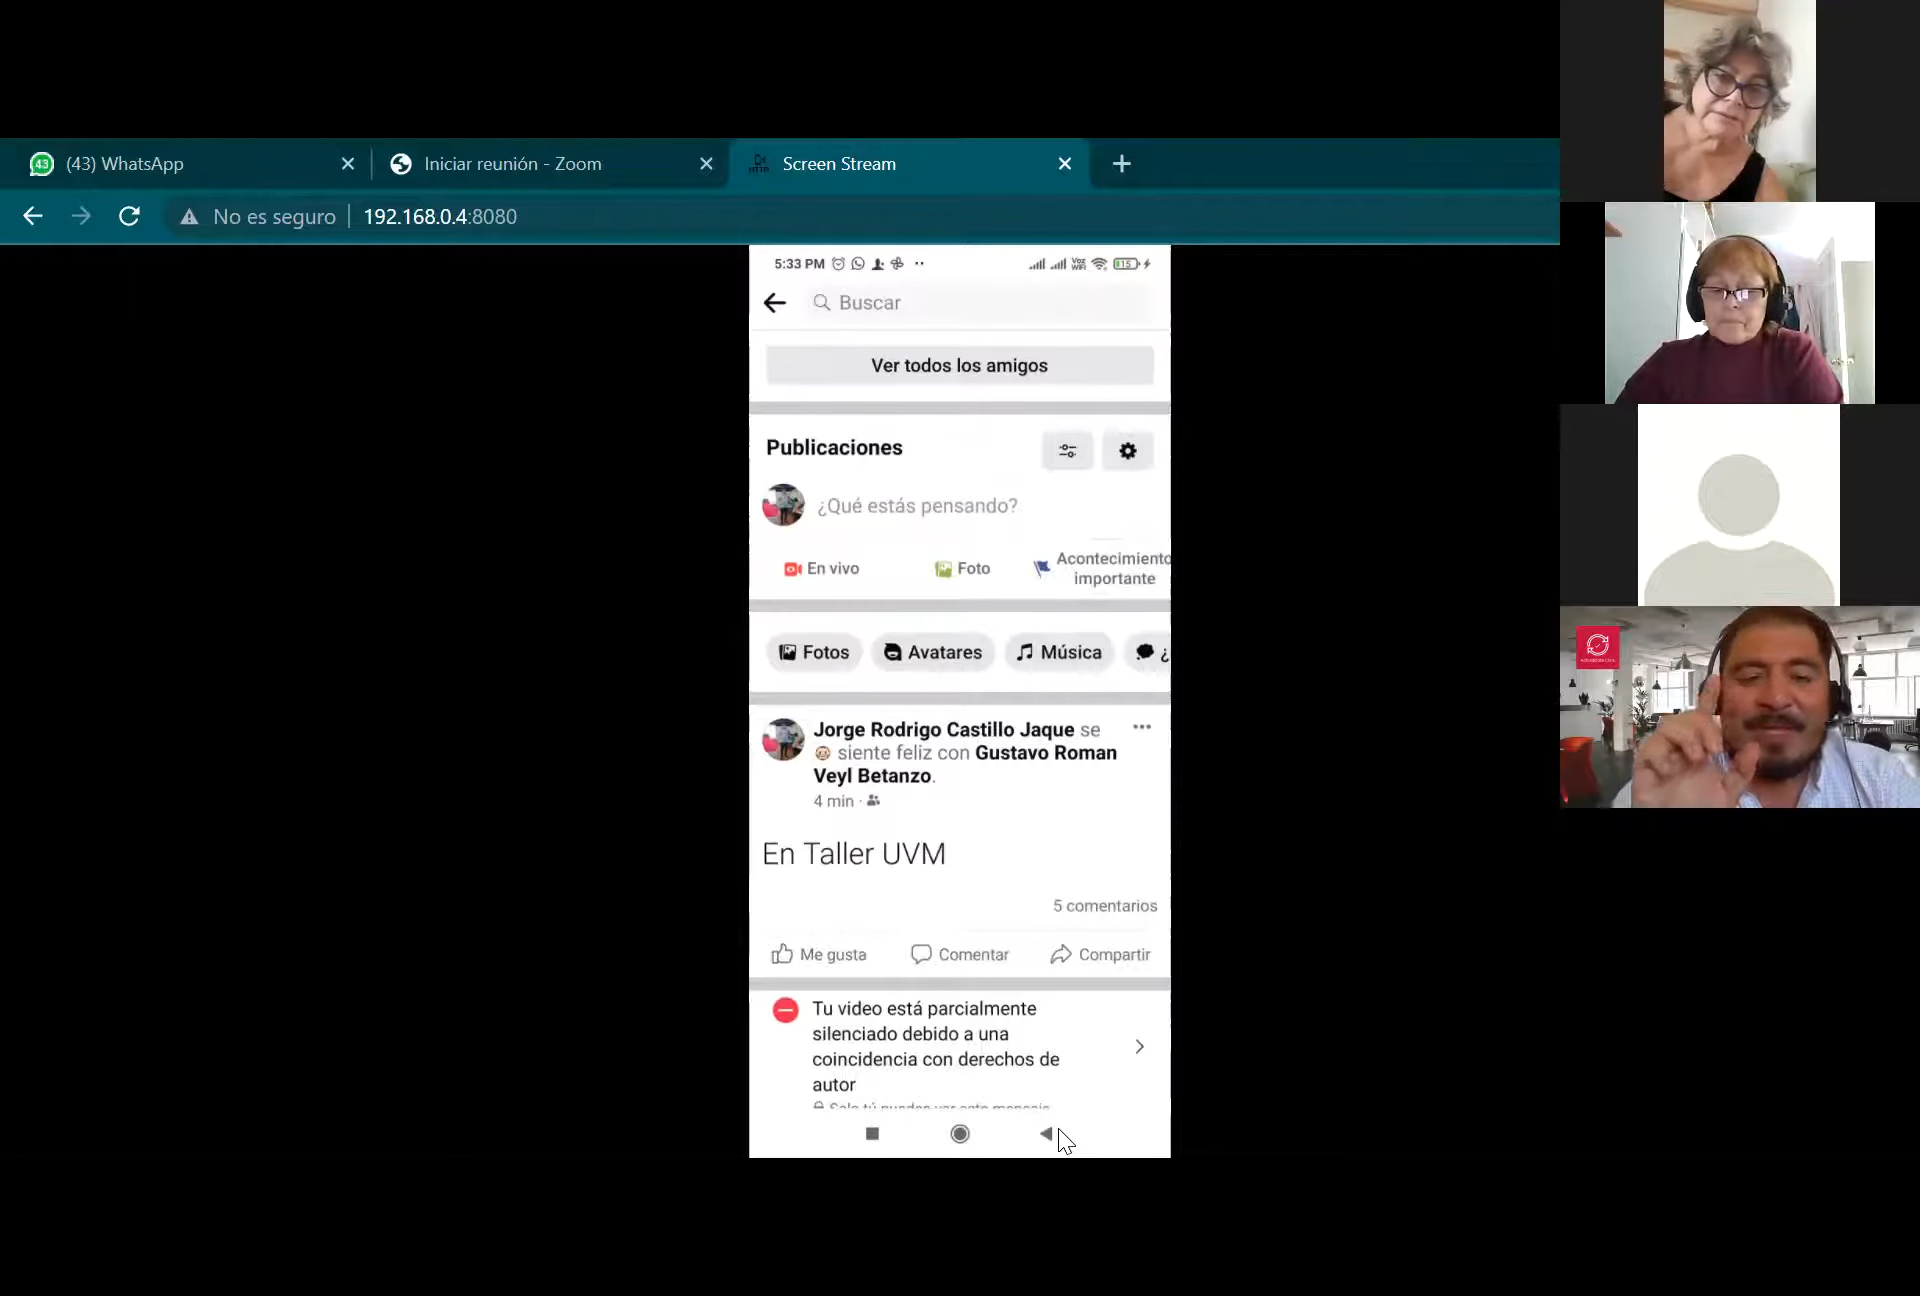 (43) WhatsApp
Iniciar reunión - Zoom
Screen Stream
No es seguro
192.168.0.4:8080
5:33 PM
Buscar
Ver todos los amigos
Publicaciones
¿Qué estás pensando?
En vivo
Foto
Acontecimiento
importante
Fotos
Avatares
Música
¿
Jorge Rodrigo Castillo Jaque se
siente feliz con Gustavo Roman
Veyl Betanzo.
4 min ·
En Taller UVM
5 comentarios
Me gusta
Comentar
Compartir
Tu video está parcialmente
silenciado debido a una
coincidencia con derechos de
autor